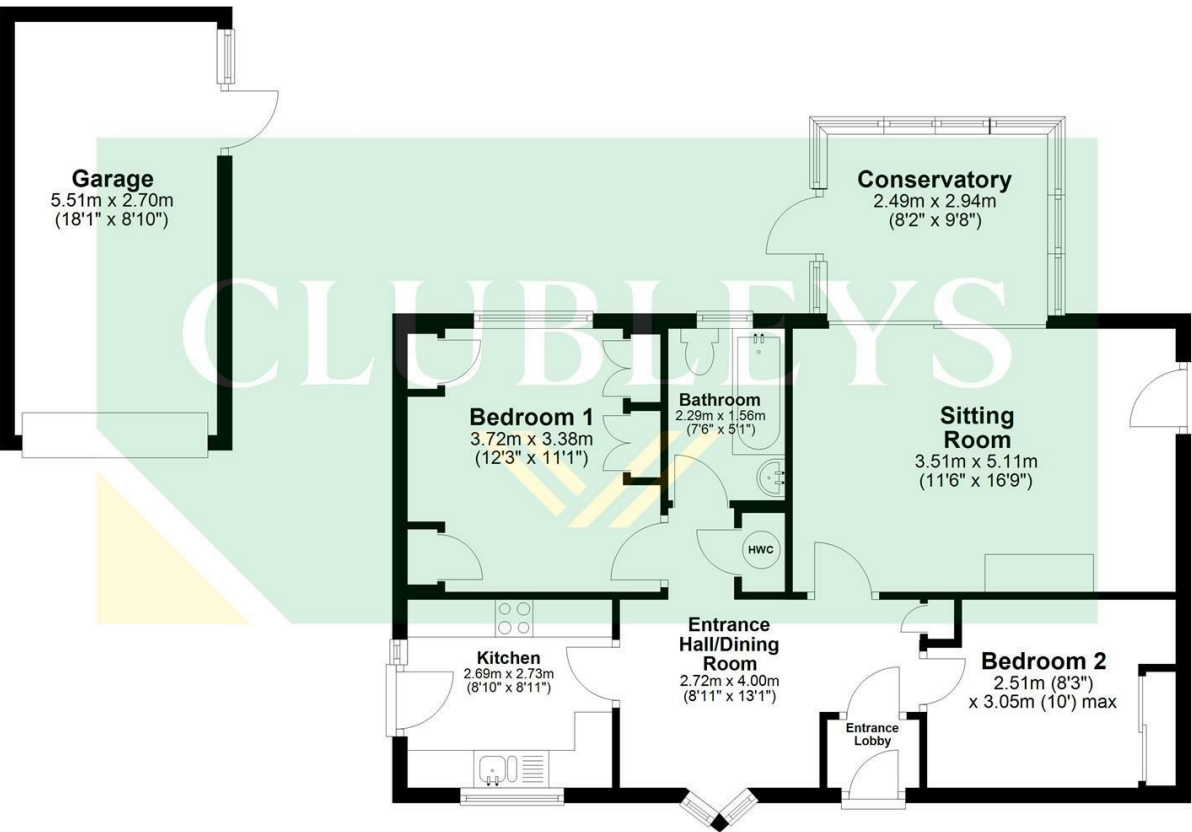 Garage
5.51m x 2.70m
(18'1" x 8'10")
Conservatory
2.49m x 2.94m
(8'2" x 9'8")
CLUBLEYS
Bedroom 1
3.72m x 3.38m
(12'3" x 11'1")
Bathroom
2.29m x 1.56m
(7'6" x 5'1")
Sitting
Room
3.51m x 5.11m
(11'6" x 16'9")
HWC
Kitchen
2.69m x 2.73m
(8'10" x 8'11")
Entrance
Hall/Dining
Room
2.72m x 4.00m
(8'11" x 13'1")
Bedroom 2
2.51m (8'3")
x 3.05m (10') max
Entrance
Lobby